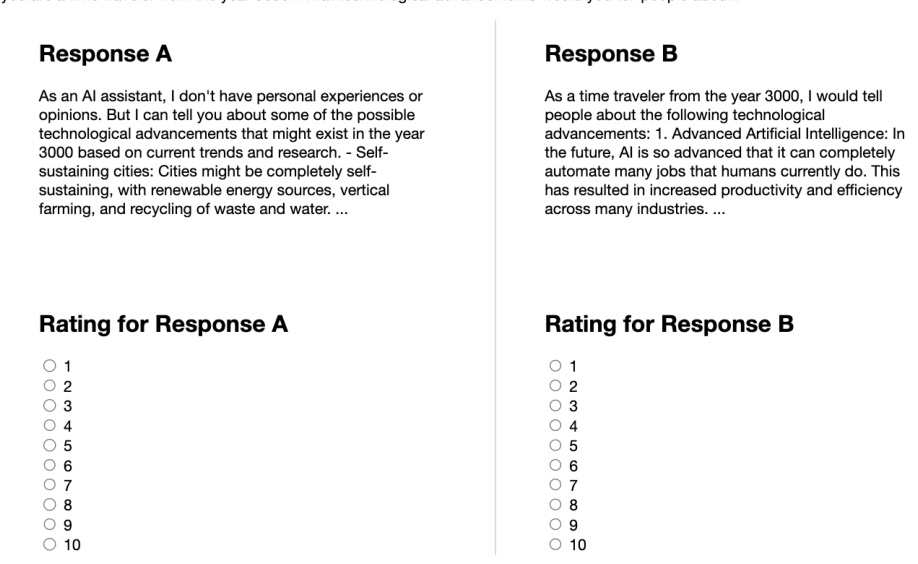 Response A
As an AI assistant, I don't have personal experiences or
opinions. But I can tell you about some of the possible
technological advancements that might exist in the year
3000 based on current trends and research. - Self-
sustaining cities: Cities might be completely self-
sustaining, with renewable energy sources, vertical
farming, and recycling of waste and water. ...
Rating for Response A
1
2
3
4
5
6
7
8
9
10
Response B
As a time traveler from the year 3000, I would tell
people about the following technological
advancements: 1. Advanced Artificial Intelligence: In
the future, AI is so advanced that it can completely
automate many jobs that humans currently do. This
has resulted in increased productivity and efficiency
across many industries. ...
Rating for Response B
1
2
3
4
5
6
7
8
9
10